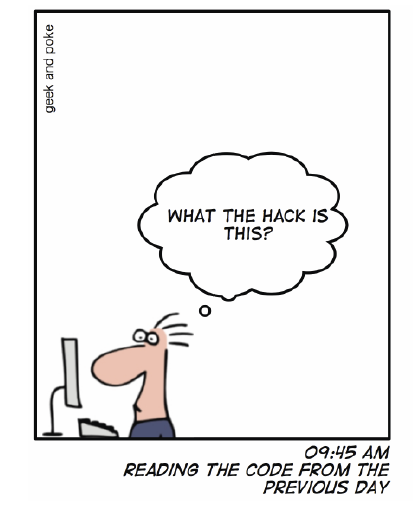 geek and poke
WHAT THE HACK IS
THIS?
09:45 AM
READING THE CODE FROM THE
PREVIOUS DAY